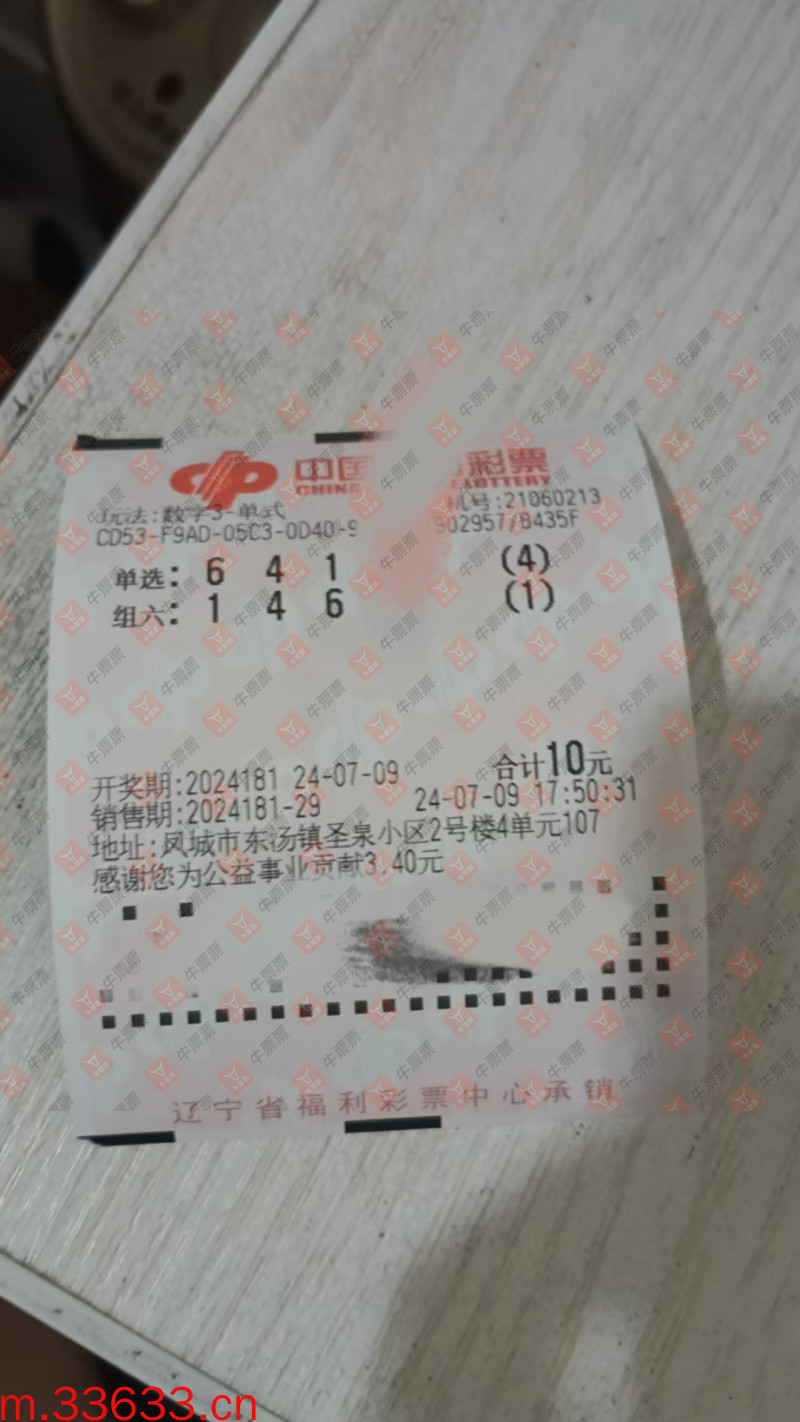 中国 彩票
CHINA LOTTERY
玩法:数字3-单式 机号:21060213
CD53-F9AD-05C3-0D40-9 902957/8435F
单选: 6 4 1 (4)
组六: 1 4 6 (1)
合计10元
开奖期:2024181 24-07-09
销售期:2024181-29 24-07-09 17:50:31
地址:凤城市东汤镇圣泉小区2号楼4单元107
感谢您为公益事业贡献3.40元
辽宁省福利彩票中心承销
牛票票
m.33633.cn